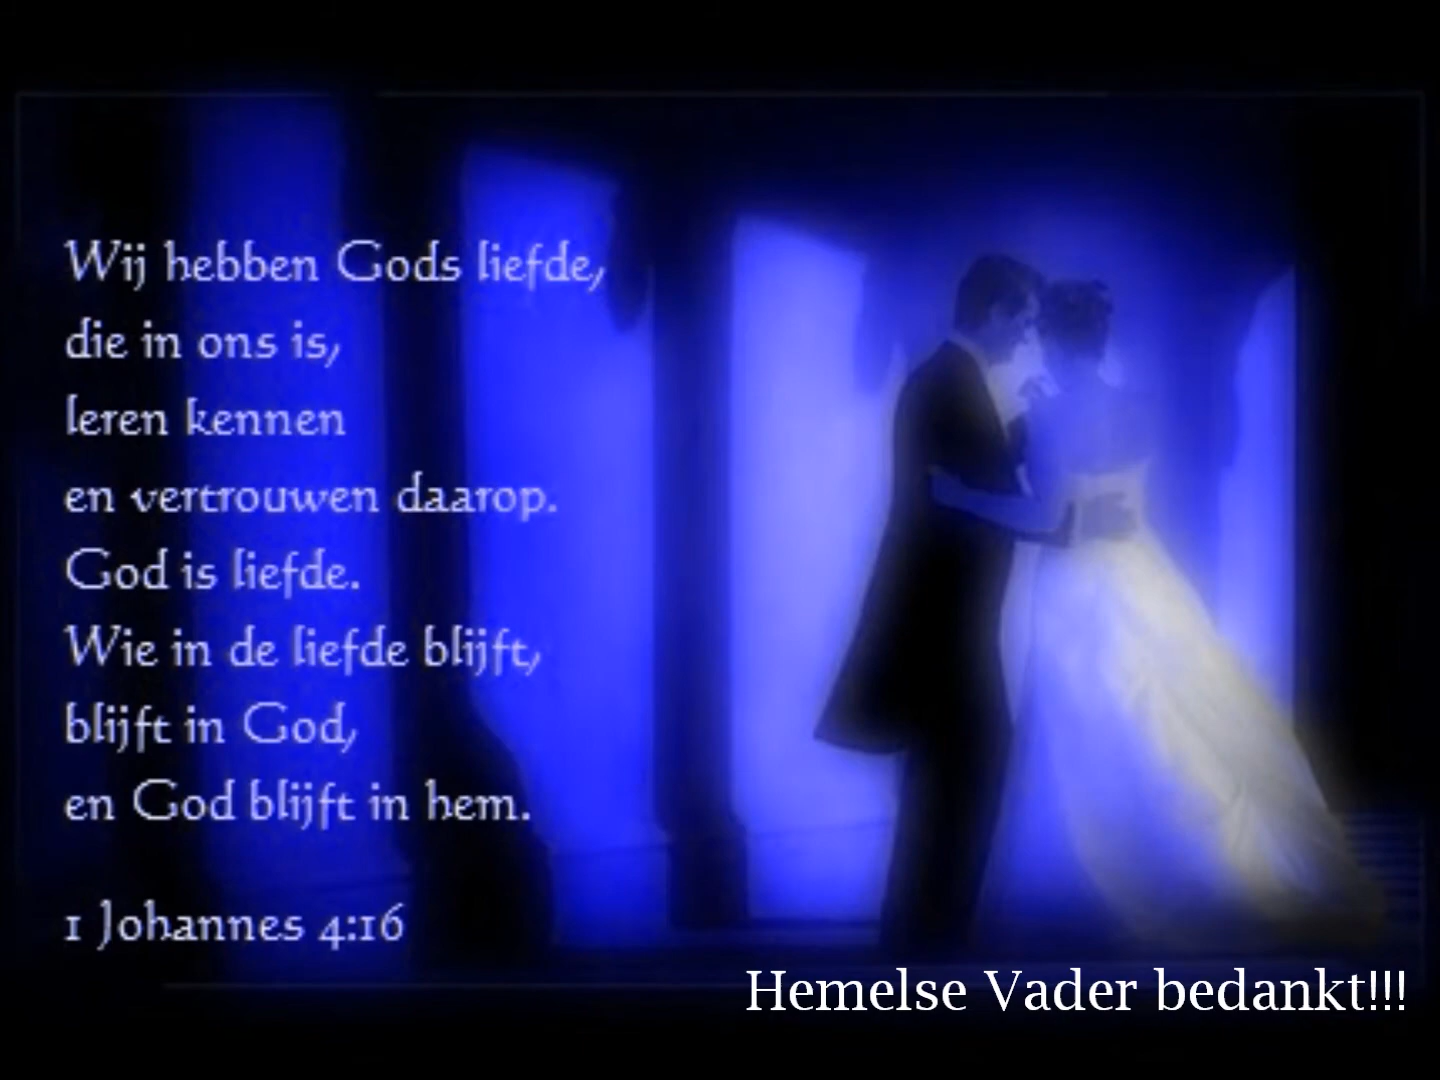 Wij hebben Gods liefde,
die in ons is,
leren kennen
en vertrouwen daarop.
God is liefde.
Wie in de liefde blijft,
blijft in God,
en God blijft in hem.
1 Johannes 4:16
Hemelse Vader bedankt!!!